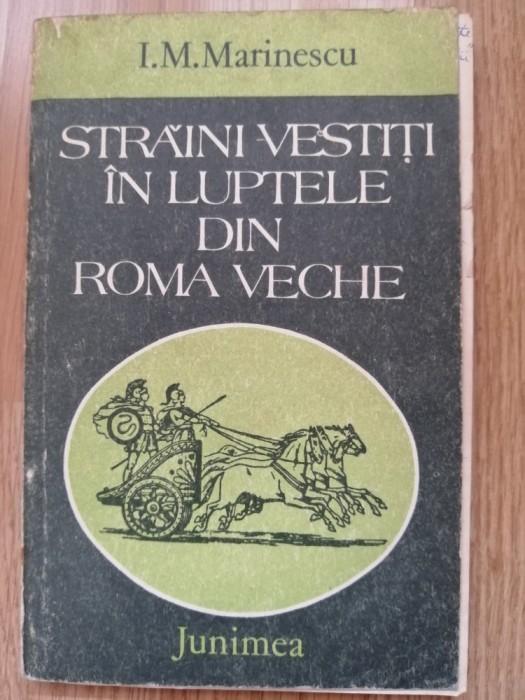 I.M.Marinescu
STRĂINI VESTIȚI
ÎN LUPTELE
DIN
ROMA VECHE
Junimea